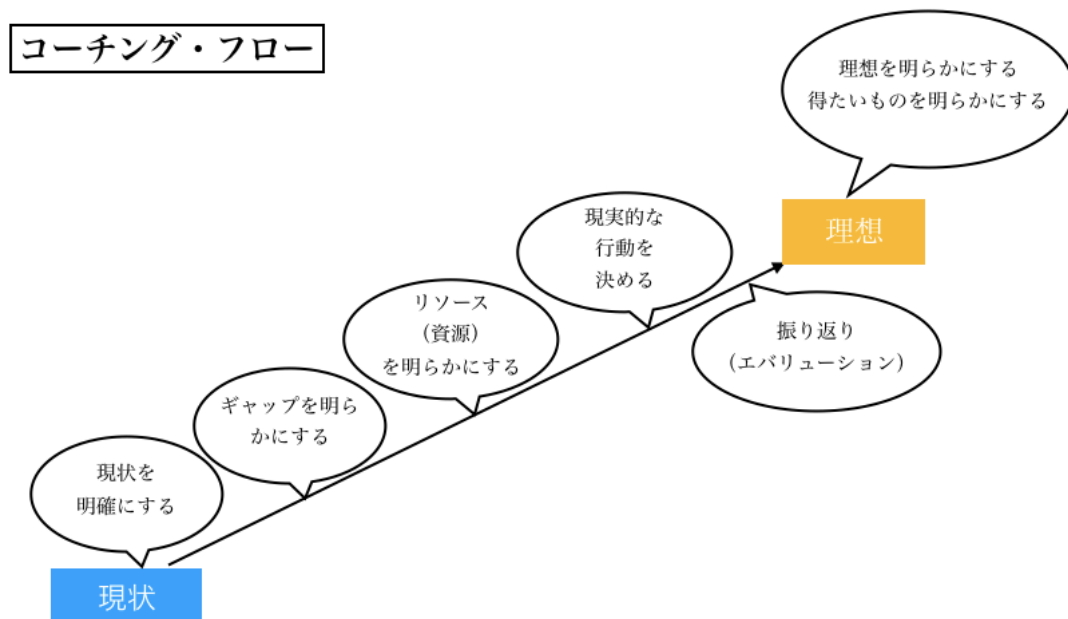 コーチング・フロー
理想を明らかにする
得たいものを明らかにする
理想
現実的な
行動を
決める
リソース
（資源）
を明らかにする
振り返り
（エバリューション）
ギャップを明ら
かにする
現状を
明確にする
現状